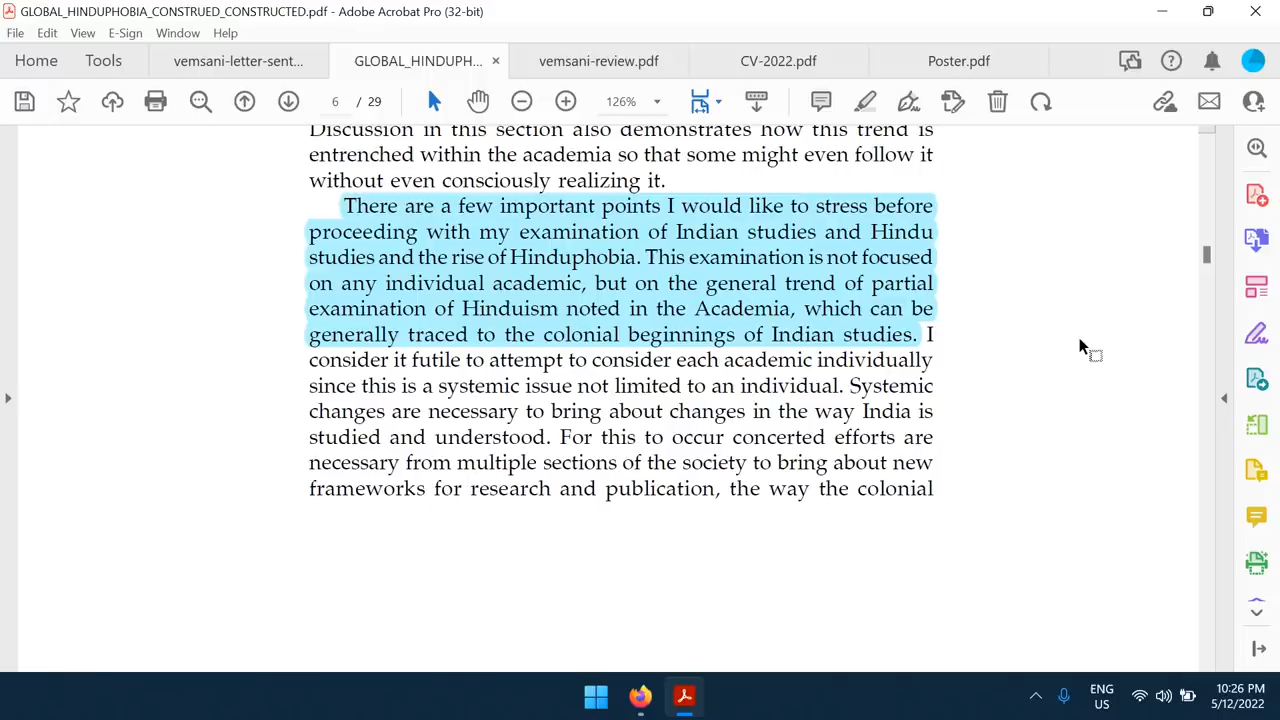 GLOBAL_HINDUPHOBIA_CONSTRUED_CONSTRUCTED.pdf - Adobe Acrobat Pro (32-bit)
File Edit View E-Sign Window Help
Home Tools vemsani-letter-sent... GLOBAL_HINDUPH... × vemsani-review.pdf CV-2022.pdf Poster.pdf
6 / 29 126%
Discussion in this section also demonstrates how this trend is
entrenched within the academia so that some might even follow it
without even consciously realizing it.
There are a few important points I would like to stress before
proceeding with my examination of Indian studies and Hindu
studies and the rise of Hinduphobia. This examination is not focused
on any individual academic, but on the general trend of partial
examination of Hinduism noted in the Academia, which can be
generally traced to the colonial beginnings of Indian studies. I
consider it futile to attempt to consider each academic individually
since this is a systemic issue not limited to an individual. Systemic
changes are necessary to bring about changes in the way India is
studied and understood. For this to occur concerted efforts are
necessary from multiple sections of the society to bring about new
frameworks for research and publication, the way the colonial
ENG
US
10:26 PM
5/12/2022